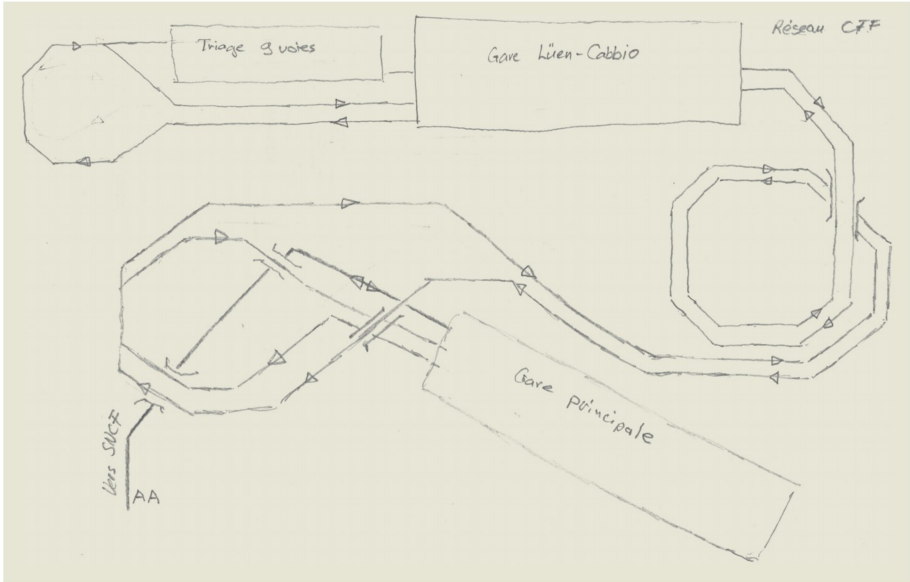 Réseau CFF
Triage 9 voies
Gare Lüen-Cabbio
Gare principale
Vers SNCF
AA